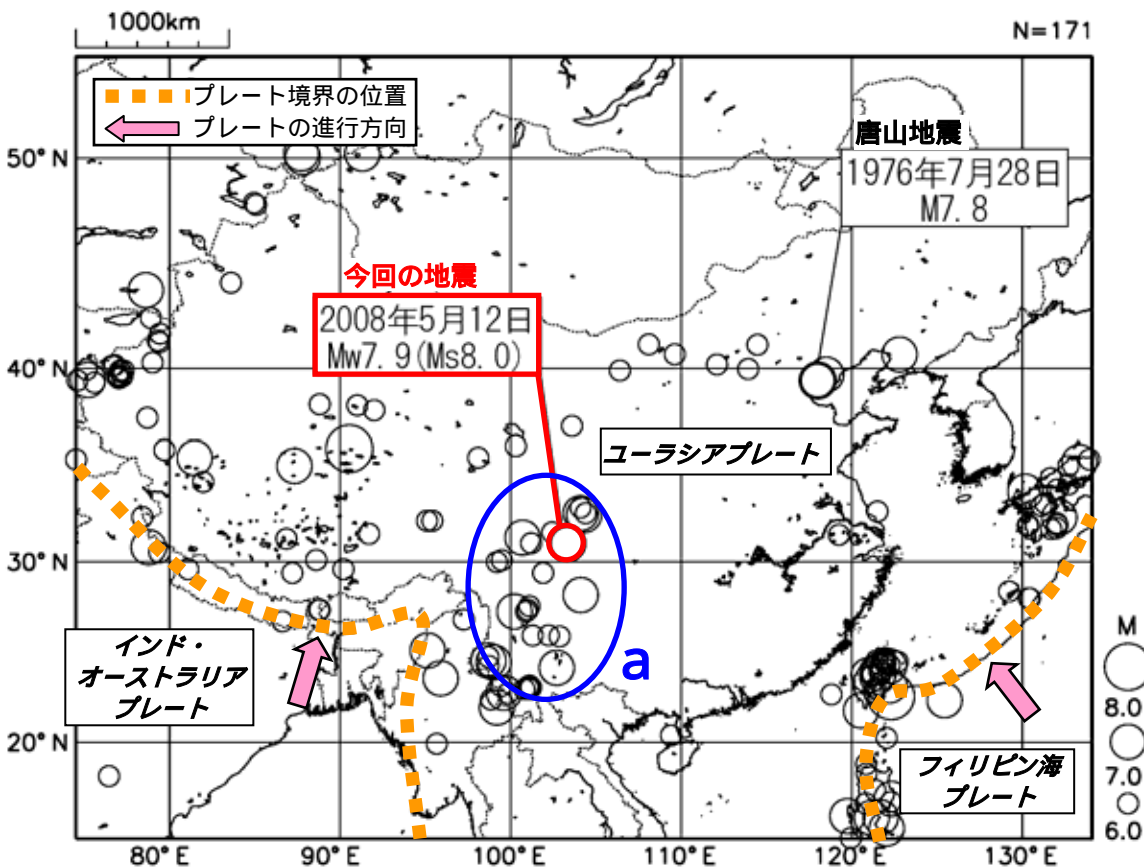 1000km
N=171
プレート境界の位置
プレートの進行方向
50°N
40°N
30°N
20°N
唐山地震
1976年7月28日
M7.8
今回の地震
2008年5月12日
Mw7.9(Ms8.0)
ユーラシアプレート
インド・
オーストラリア
プレート
a
フィリピン海
プレート
M
8.0
7.0
6.0
80°E
90°E
100°E
110°E
120°E
130°E